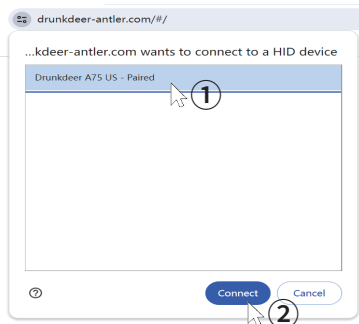 drunkdeer-antler.com/#/
...kdeer-antler.com wants to connect to a HID device
Drunkdeer A75 US - Paired
1
?
Connect
Cancel
2